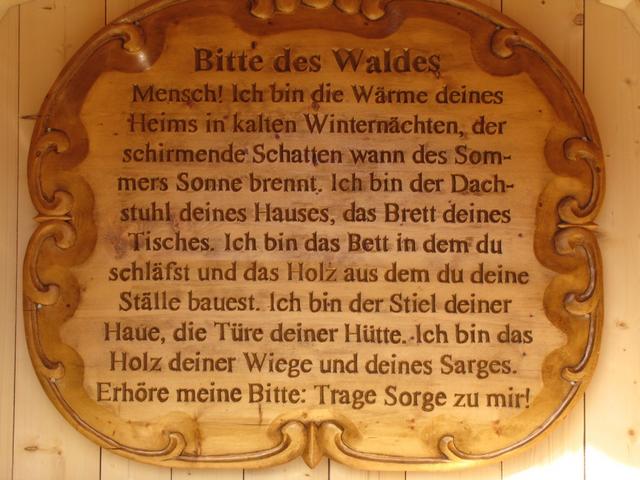 Bitte des Waldes
Mensch! Ich bin die Wärme deines
Heims in kalten Winternächten, der
schirmende Schatten wann des Som-
mers Sonne brennt. Ich bin der Dach-
stuhl deines Hauses, das Brett deines
Tisches. Ich bin das Bett in dem du
schläfst und das Holz aus dem du deine
Ställe bauest. Ich bin der Stiel deiner
Haue, die Türe deiner Hütte. Ich bin das
Holz deiner Wiege und deines Sarges.
Erhöre meine Bitte: Trage Sorge zu mir!